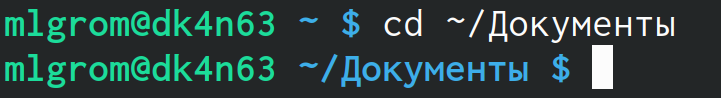 mlgrom@dk4n63 ~ $ cd ~/Документы
mlgrom@dk4n63 ~/Документы $